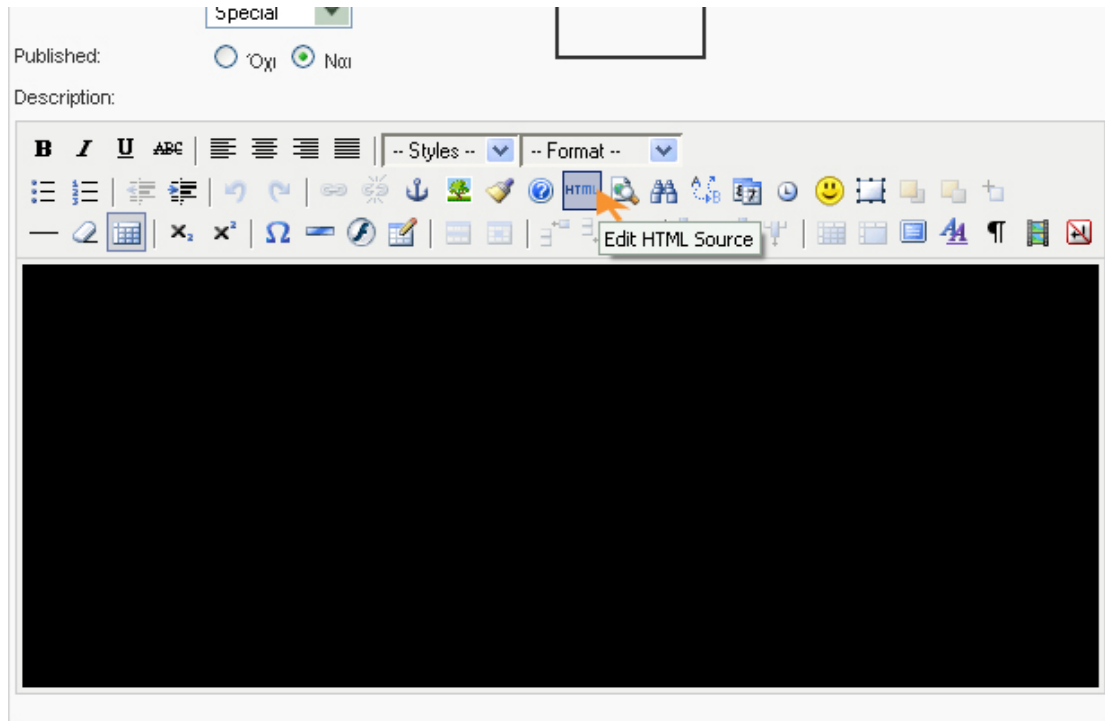 Special
Published: Όχι Ναι
Description:
B I U ABC -- Styles -- -- Format --
HTML
Edit HTML Source